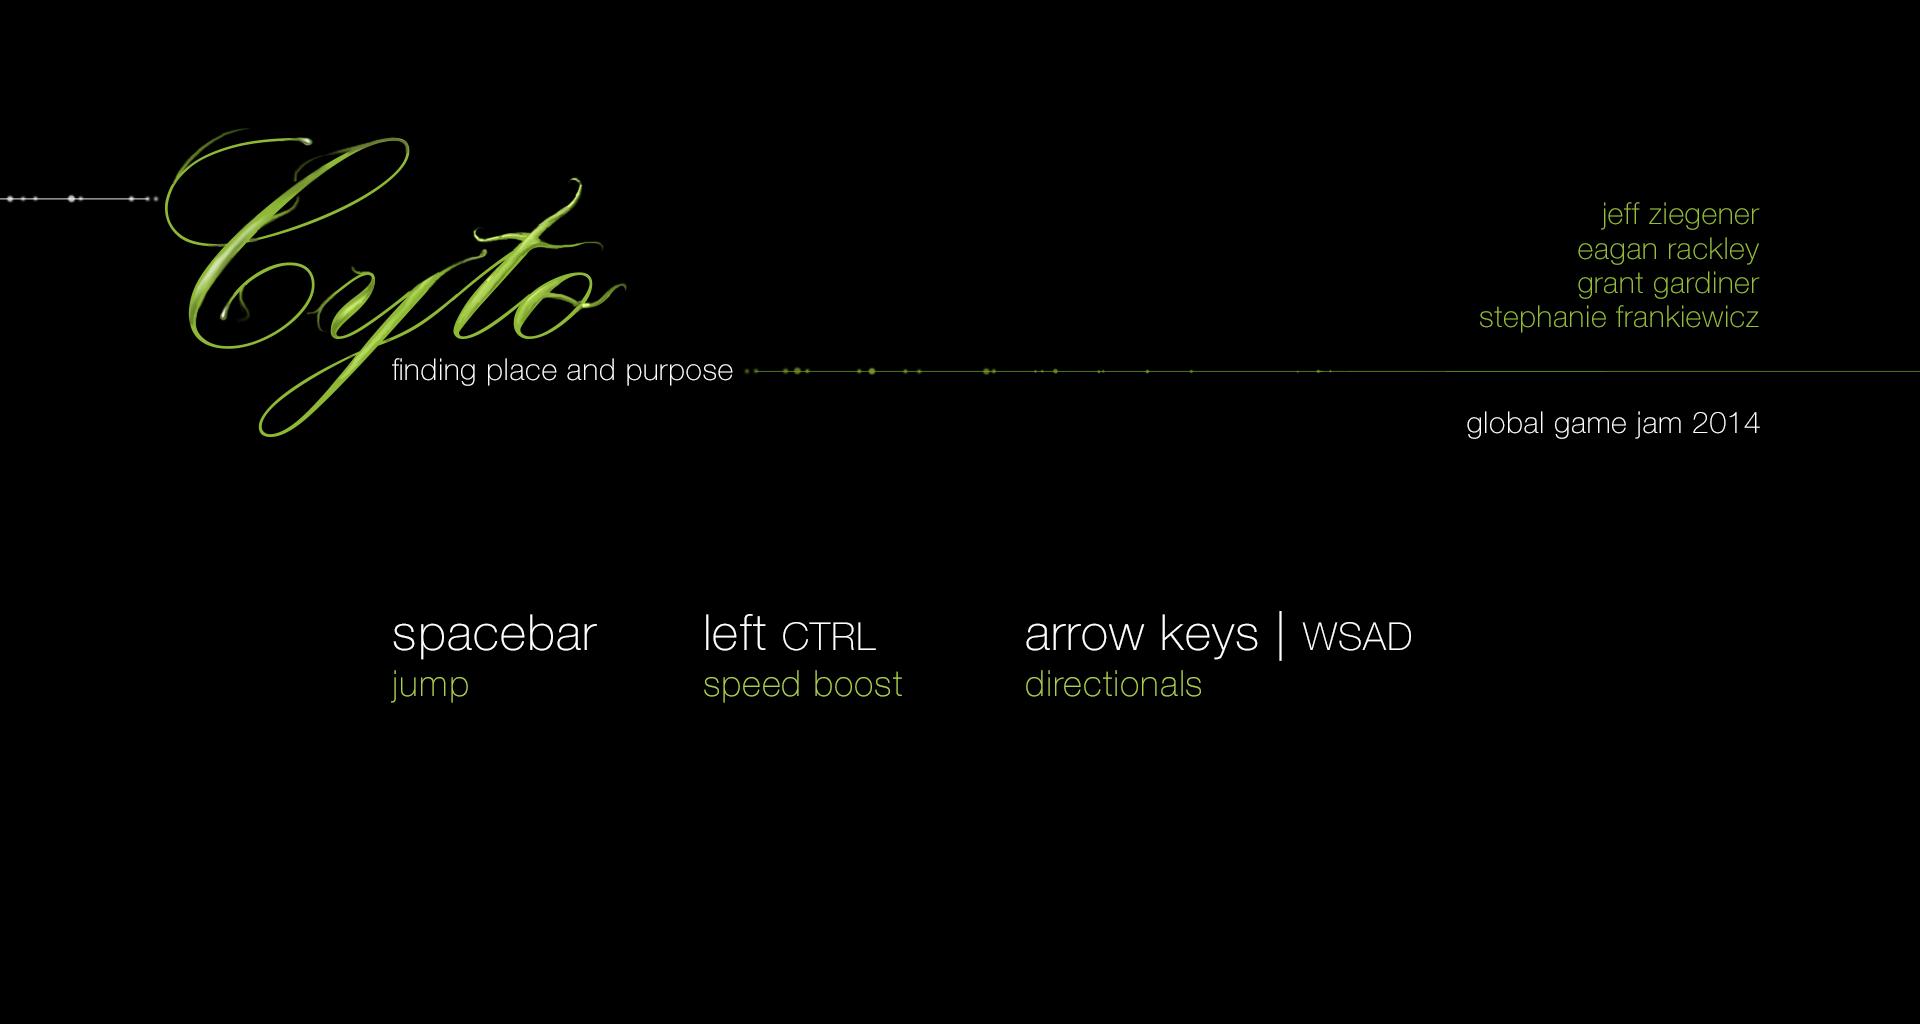 Cyto
finding place and purpose
jeff ziegener
eagan rackley
grant gardiner
stephanie frankiewicz
global game jam 2014
spacebar
jump
left CTRL
speed boost
arrow keys | WSAD
directionals